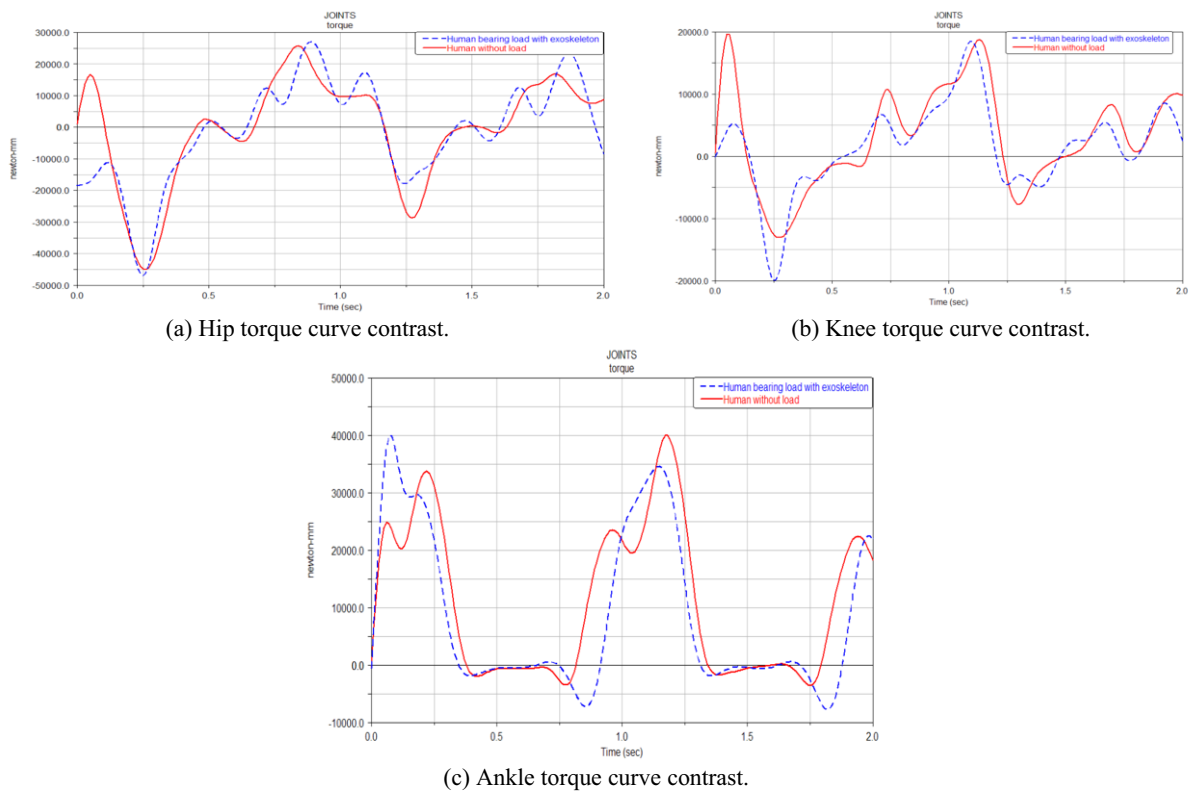 JOINTS
torque
30000.0
20000.0
10000.0
0.0
-10000.0
-20000.0
-30000.0
-40000.0
-50000.0
newton-mm
Human bearing load with exoskeleton
Human without load
0.0 0.5 1.0 1.5 2.0
Time (sec)
(a) Hip torque curve contrast.
JOINTS
torque
20000.0
10000.0
0.0
-10000.0
-20000.0
newton-mm
Human bearing load with exoskeleton
Human without load
0.0 0.5 1.0 1.5 2.0
Time (sec)
(b) Knee torque curve contrast.
JOINTS
torque
50000.0
40000.0
30000.0
20000.0
10000.0
0.0
-10000.0
newton-mm
Human bearing load with exoskeleton
Human without load
0.0 0.5 1.0 1.5 2.0
Time (sec)
(c) Ankle torque curve contrast.